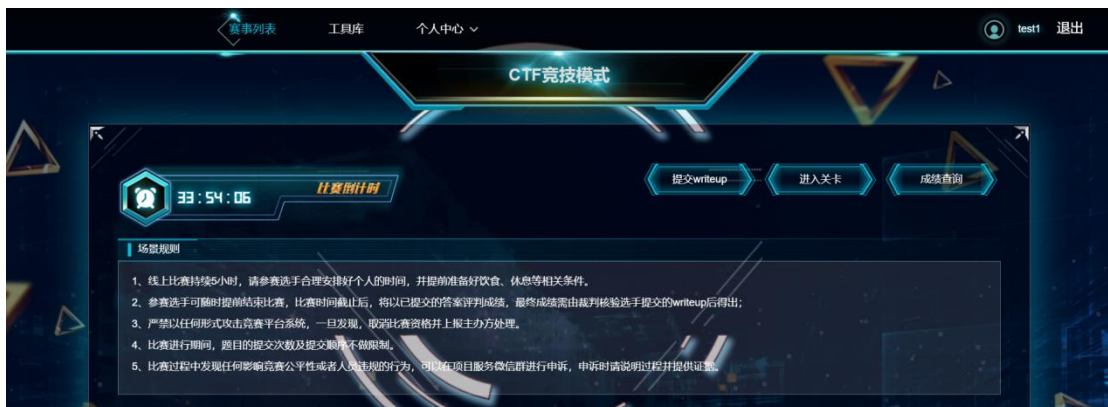 赛事列表 工具库 个人中心 test1 退出
CTF竞技模式
提交writeup 进入关卡 成绩查询
33:54:06 比赛倒计时
场景规则
1、线上比赛持续5小时，请参赛选手合理安排好个人的时间，并提前准备好饮食、休息等相关条件。
2、参赛选手可随时提前结束比赛，比赛时间截止后，将以已提交的答案评判成绩，最终成绩需由裁判核验选手提交的writeup后得出；
3、严禁以任何形式攻击竞赛平台系统，一旦发现，取消比赛资格并上报主办方处理。
4、比赛进行期间，题目的提交次数及提交顺序不做限制。
5、比赛过程中发现任何影响竞赛公平性或者人员违规的行为，可以在项目服务微信群进行申诉，申诉时请说明过程并提供证据。